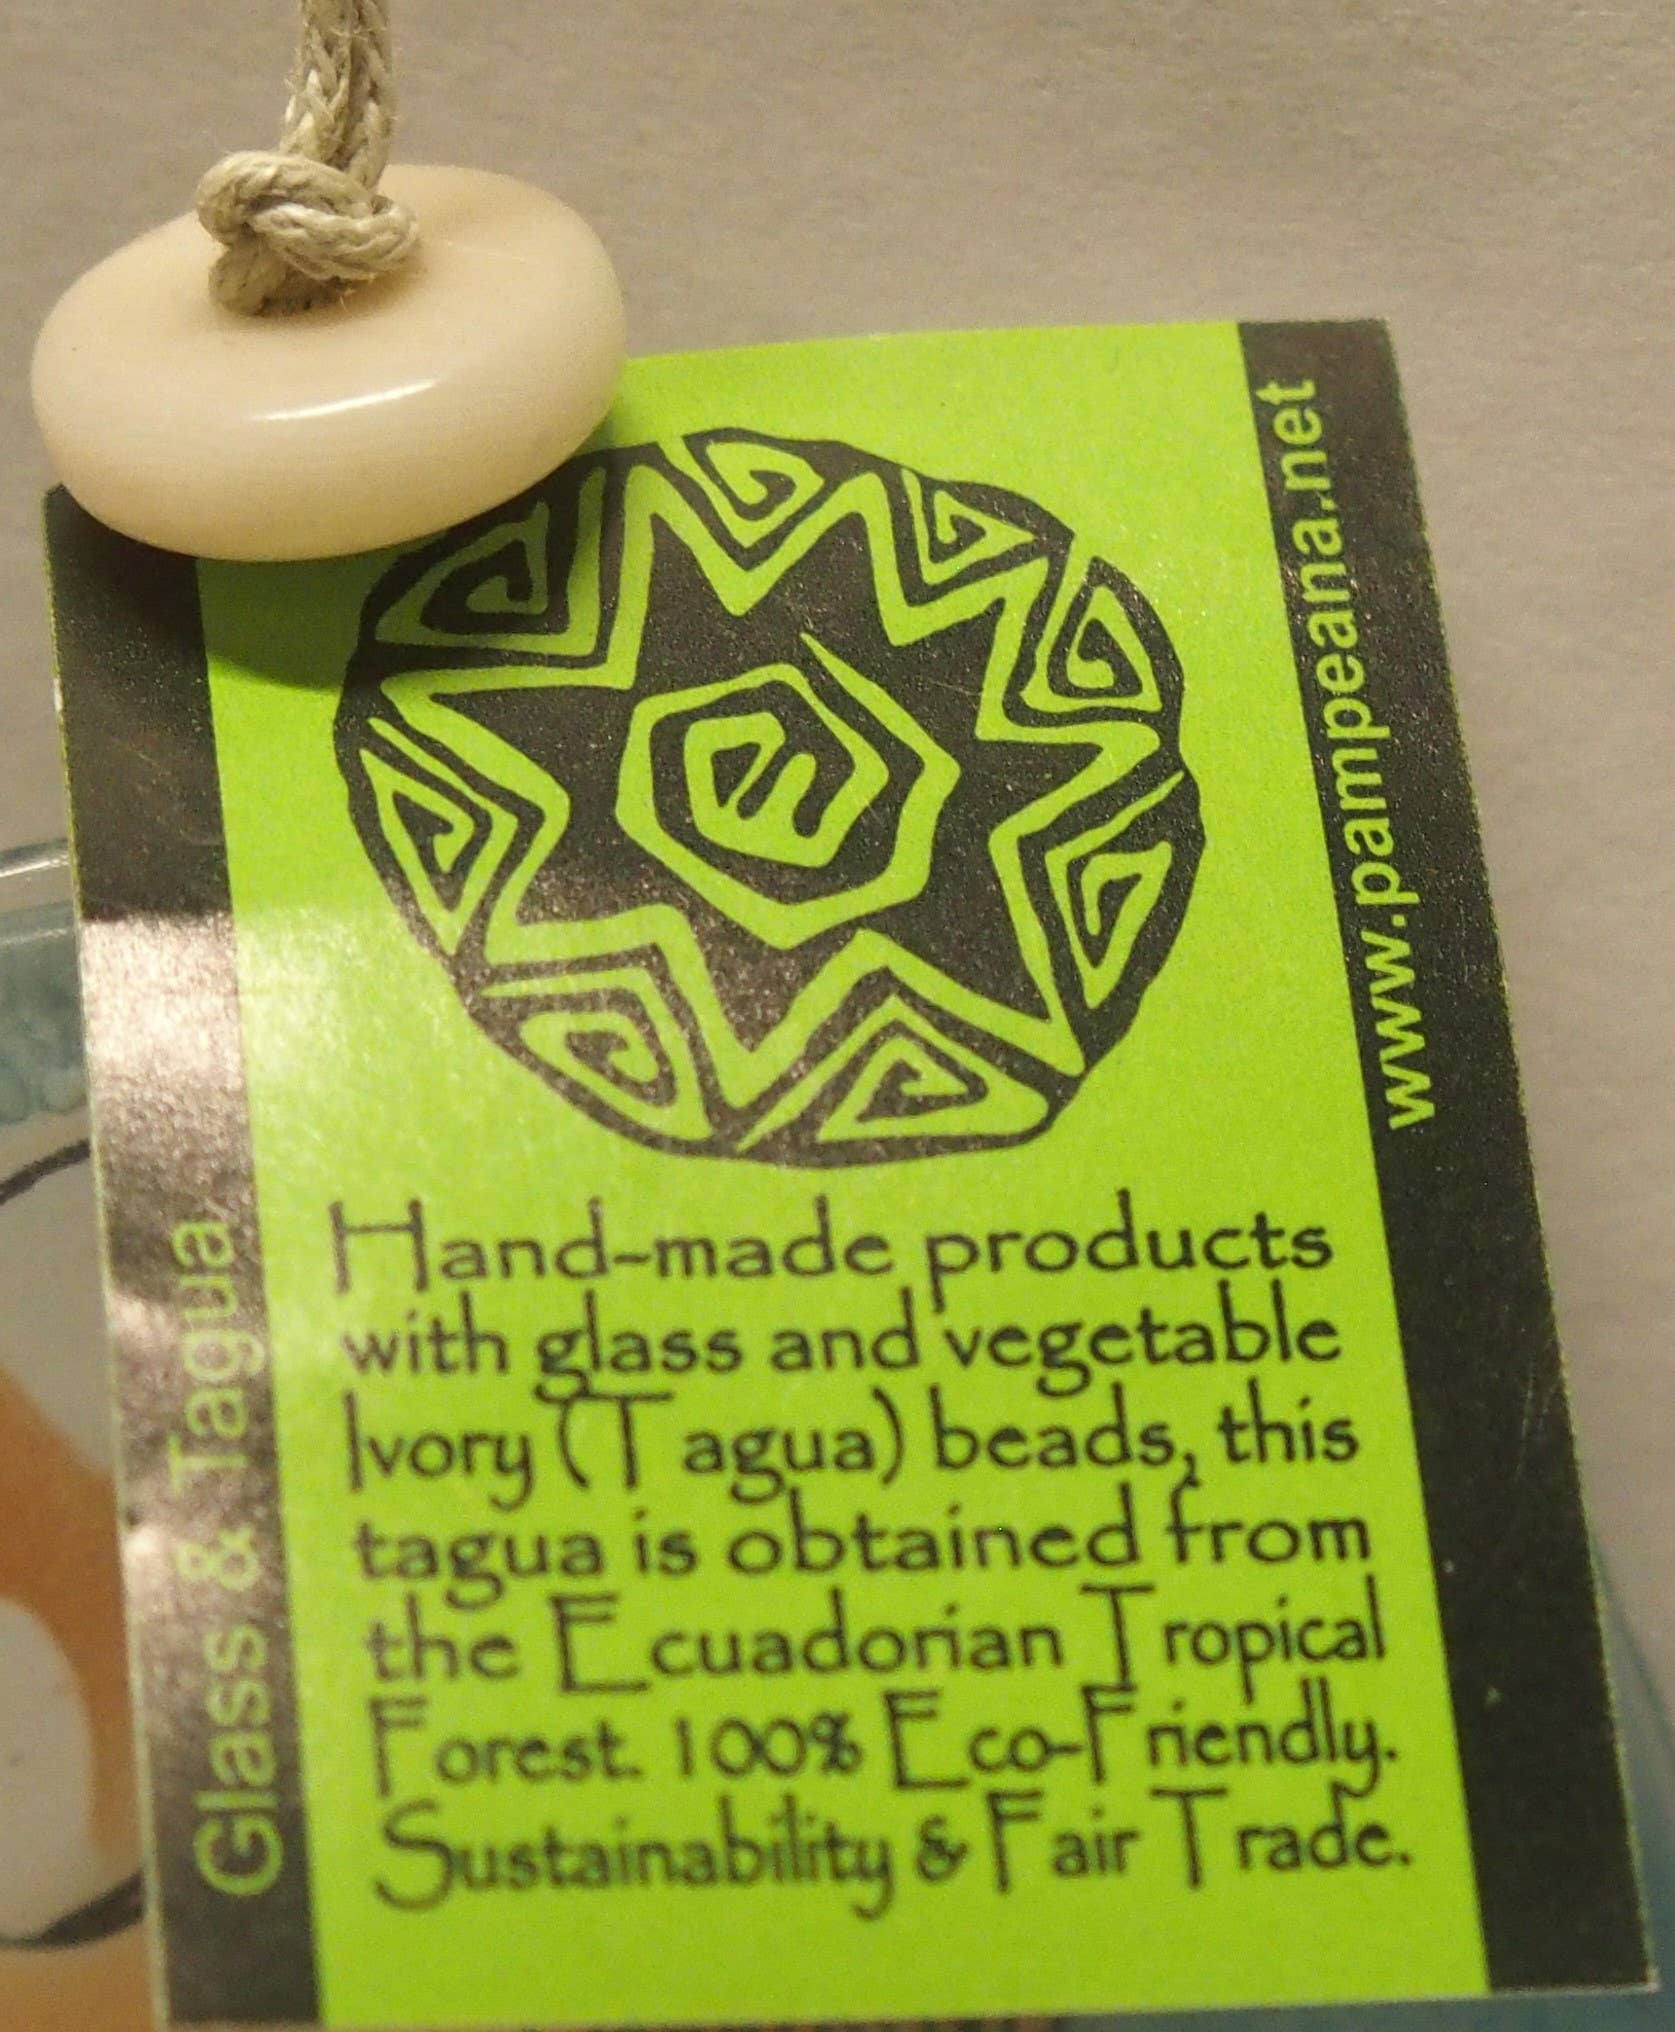 www.pampeana.net
Glass & Tagua
Hand-made products
with glass and vegetable
Ivory (Tagua) beads, this
tagua is obtained from
the Ecuadorian Tropical
Forest. 100% Eco-Friendly.
Sustainability & Fair Trade.